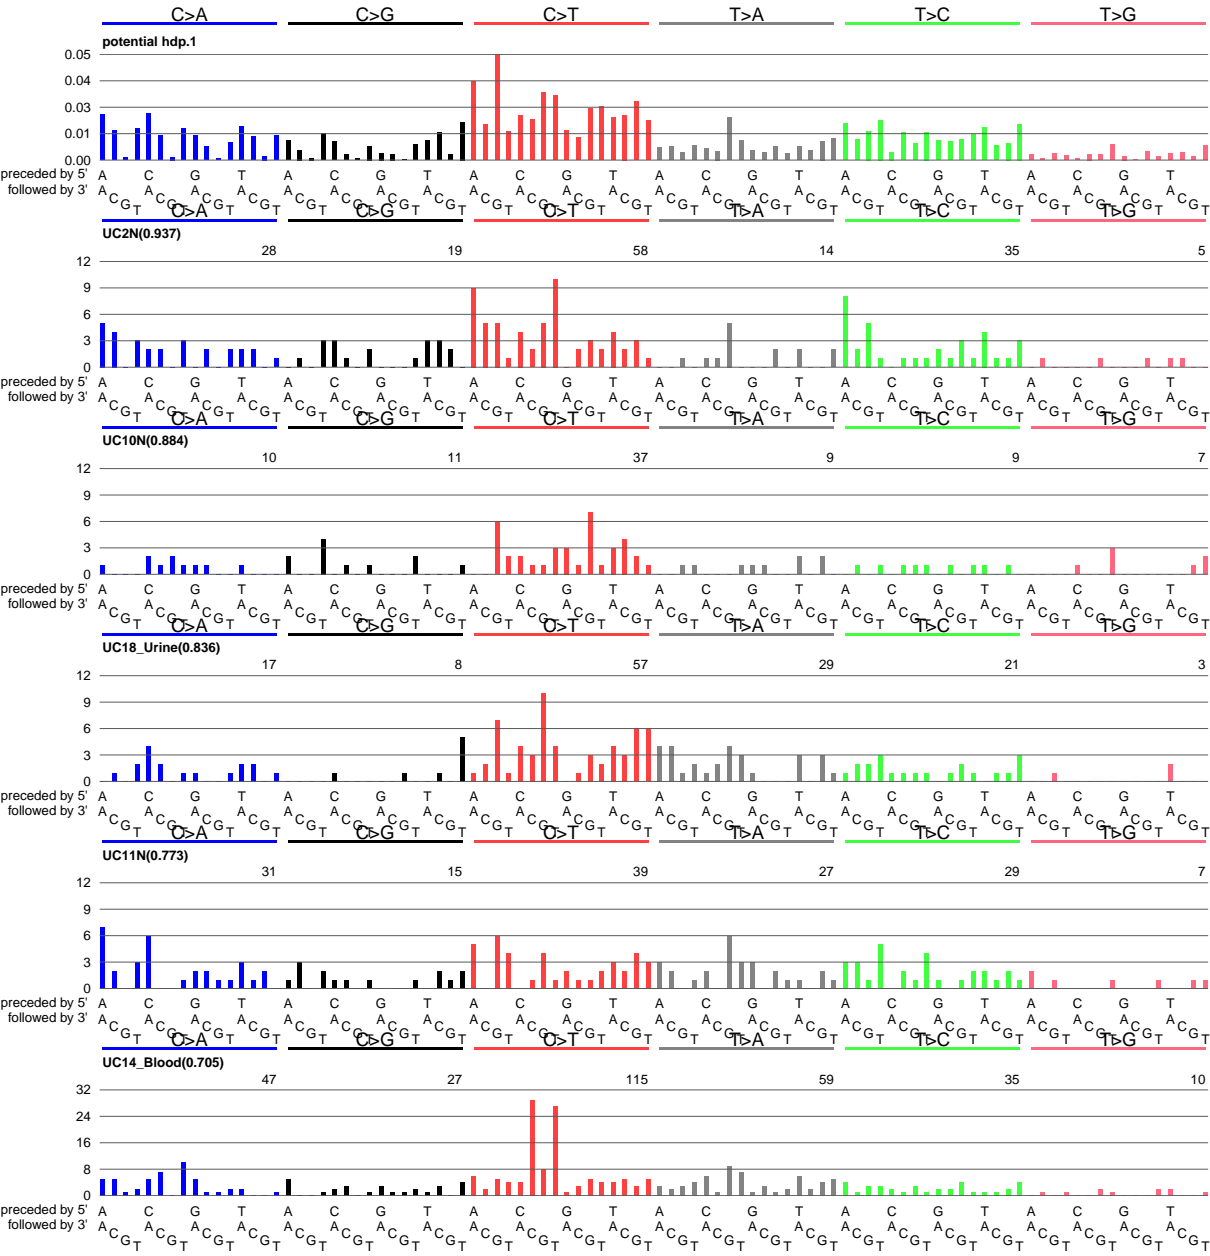 C>A C>G C>T T>A T>C T>G
potential hdp.1
0.05
0.04
0.03
0.01
0.00
preceded by 5' A C G T A C G T A C G T A C G T A C G T A C G T
followed by 3' A C G T A C G T A C G T A C G T A C G T A C G T A C G T A C G T A C G T A C G T A C G T A C G T A C G T A C G T A C G T A C G T A C G T A C G T A C G T A C G T A C G T A C G T A C G T A C G T
C>A C>G C>T T>A T>C T>G
UC2N(0.937)
28 19 58 14 35 5
12
9
6
3
0
preceded by 5' A C G T A C G T A C G T A C G T A C G T A C G T
followed by 3' A C G T A C G T A C G T A C G T A C G T A C G T A C G T A C G T A C G T A C G T A C G T A C G T A C G T A C G T A C G T A C G T A C G T A C G T A C G T A C G T A C G T A C G T A C G T A C G T
C>A C>G C>T T>A T>C T>G
UC10N(0.884)
10 11 37 9 9 7
12
9
6
3
0
preceded by 5' A C G T A C G T A C G T A C G T A C G T A C G T
followed by 3' A C G T A C G T A C G T A C G T A C G T A C G T A C G T A C G T A C G T A C G T A C G T A C G T A C G T A C G T A C G T A C G T A C G T A C G T A C G T A C G T A C G T A C G T A C G T A C G T
C>A C>G C>T T>A T>C T>G
UC18_Urine(0.836)
17 8 57 29 21 3
12
9
6
3
0
preceded by 5' A C G T A C G T A C G T A C G T A C G T A C G T
followed by 3' A C G T A C G T A C G T A C G T A C G T A C G T A C G T A C G T A C G T A C G T A C G T A C G T A C G T A C G T A C G T A C G T A C G T A C G T A C G T A C G T A C G T A C G T A C G T A C G T
C>A C>G C>T T>A T>C T>G
UC11N(0.773)
31 15 39 27 29 7
12
9
6
3
0
preceded by 5' A C G T A C G T A C G T A C G T A C G T A C G T
followed by 3' A C G T A C G T A C G T A C G T A C G T A C G T A C G T A C G T A C G T A C G T A C G T A C G T A C G T A C G T A C G T A C G T A C G T A C G T A C G T A C G T A C G T A C G T A C G T A C G T
C>A C>G C>T T>A T>C T>G
UC14_Blood(0.705)
47 27 115 59 35 10
32
24
16
8
0
preceded by 5' A C G T A C G T A C G T A C G T A C G T A C G T
followed by 3' A C G T A C G T A C G T A C G T A C G T A C G T A C G T A C G T A C G T A C G T A C G T A C G T A C G T A C G T A C G T A C G T A C G T A C G T A C G T A C G T A C G T A C G T A C G T A C G T